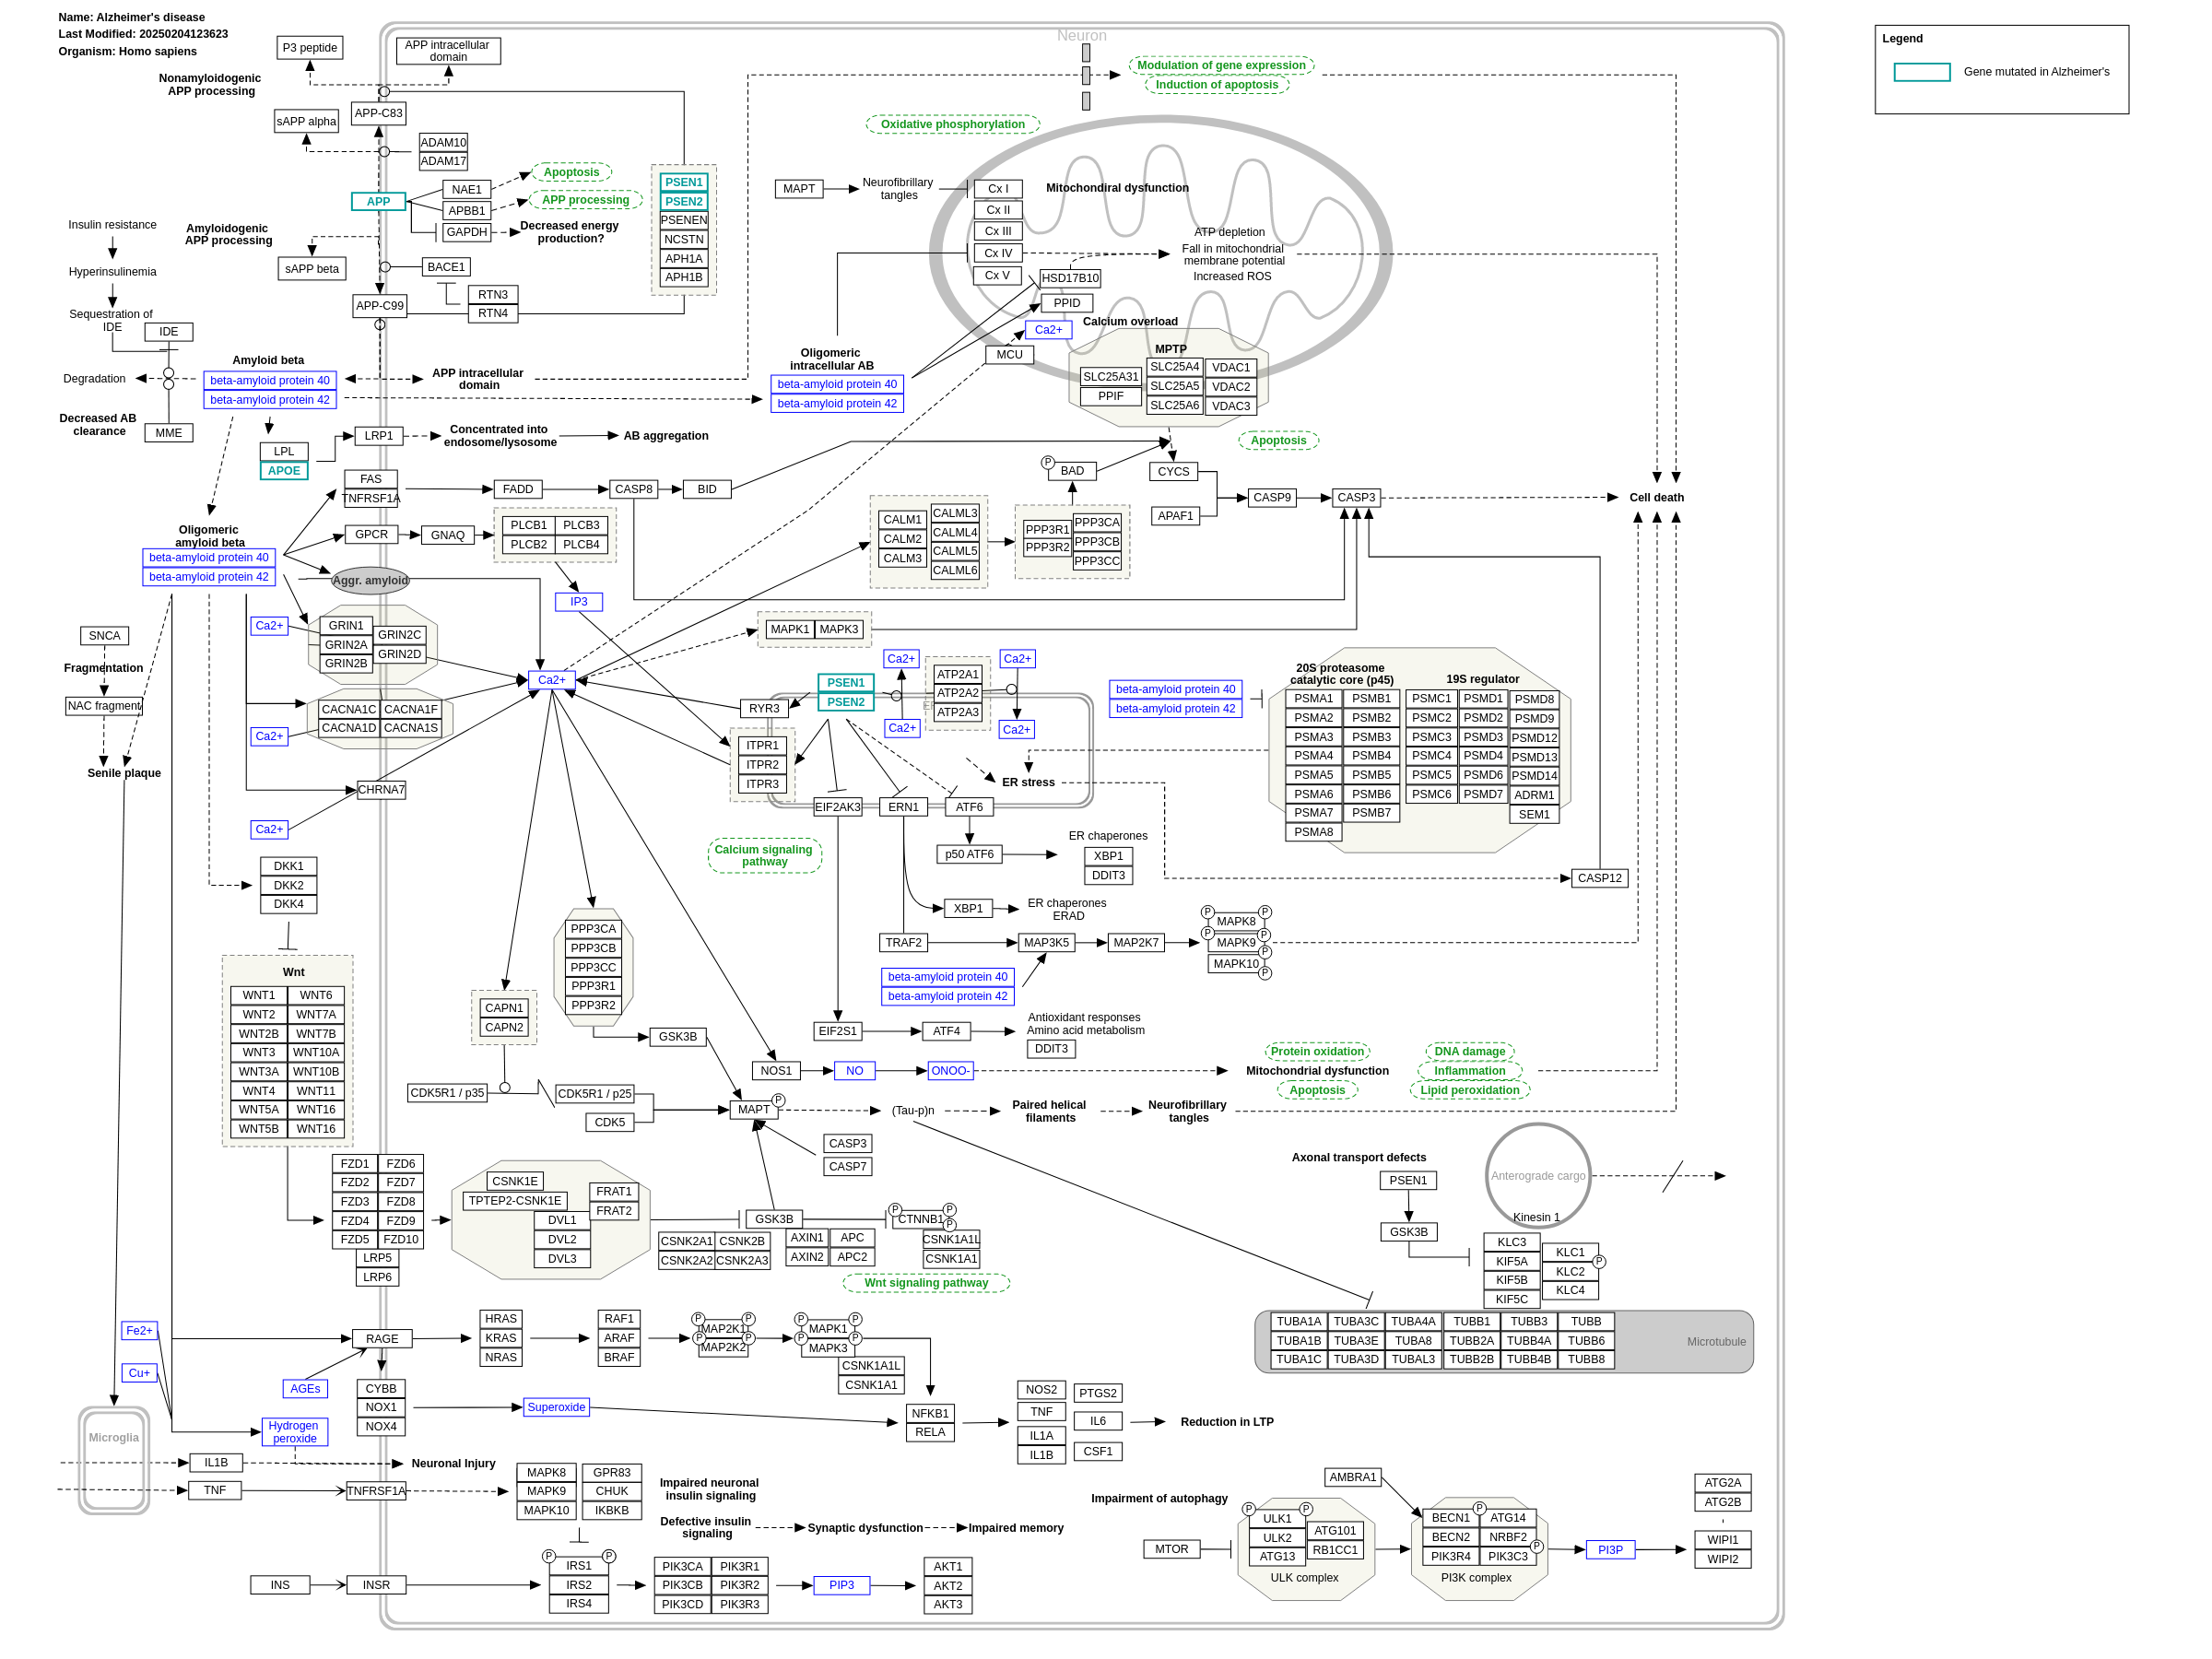 Name: Alzheimer's disease
Last Modified: 20250204123623
Organism: Homo sapiens
Neuron
Legend
Gene mutated in Alzheimer's
P3 peptide
APP intracellular
domain
Nonamyloidogenic
APP processing
APP-C83
sAPP alpha
ADAM10
ADAM17
NAE1
APBB1
GAPDH
Apoptosis
APP processing
Decreased energy
production?
APP
Amyloidogenic
APP processing
sAPP beta
BACE1
RTN3
RTN4
APP-C99
PSEN1
PSEN2
PSENEN
NCSTN
APH1A
APH1B
Insulin resistance
Hyperinsulinemia
Sequestration of
IDE
IDE
Degradation
Decreased AB
clearance
MME
Amyloid beta
beta-amyloid protein 40
beta-amyloid protein 42
APP intracellular
domain
Modulation of gene expression
Induction of apoptosis
Oxidative phosphorylation
MAPT
Neurofibrillary
tangles
Cx I
Cx II
Cx III
Cx IV
Cx V
Mitochondiral dysfunction
ATP depletion
Fall in mitochondrial
membrane potential
Increased ROS
HSD17B10
PPID
Ca2+
Calcium overload
MCU
Oligomeric
intracellular AB
beta-amyloid protein 40
beta-amyloid protein 42
MPTP
SLC25A31
PPIF
SLC25A4
SLC25A5
SLC25A6
VDAC1
VDAC2
VDAC3
Apoptosis
LPL
APOE
LRP1
Concentrated into
endosome/lysosome
AB aggregation
FAS
TNFRSF1A
FADD
CASP8
BID
P
BAD
CYCS
APAF1
CASP9
CASP3
Cell death
Oligomeric
amyloid beta
beta-amyloid protein 40
beta-amyloid protein 42
GPCR
GNAQ
PLCB1
PLCB3
PLCB2
PLCB4
IP3
Aggr. amyloid
CALM1
CALM2
CALM3
CALML3
CALML4
CALML5
CALML6
PPP3R1
PPP3R2
PPP3CA
PPP3CB
PPP3CC
Ca2+
GRIN1
GRIN2A
GRIN2B
GRIN2C
GRIN2D
Ca2+
MAPK1
MAPK3
SNCA
Fragmentation
NAC fragment
Senile plaque
Ca2+
CACNA1C
CACNA1F
CACNA1D
CACNA1S
CHRNA7
Ca2+
RYR3
ITPR1
ITPR2
ITPR3
PSEN1
PSEN2
Ca2+
Ca2+
ATP2A1
ATP2A2
ATP2A3
Ca2+
Ca2+
ER stress
EIF2AK3
ERN1
ATF6
beta-amyloid protein 40
beta-amyloid protein 42
20S proteasome
catalytic core (p45)
19S regulator
PSMA1
PSMA2
PSMA3
PSMA4
PSMA5
PSMA6
PSMA7
PSMA8
PSMB1
PSMB2
PSMB3
PSMB4
PSMB5
PSMB6
PSMB7
PSMC1
PSMC2
PSMC3
PSMC4
PSMC5
PSMC6
PSMD1
PSMD2
PSMD3
PSMD4
PSMD6
PSMD7
PSMD8
PSMD9
PSMD12
PSMD13
PSMD14
ADRM1
SEM1
CASP12
Calcium signaling
pathway
p50 ATF6
ER chaperones
XBP1
DDIT3
XBP1
ER chaperones
ERAD
TRAF2
MAP3K5
MAP2K7
P
P
MAPK8
P
P
MAPK9
P
MAPK10
P
beta-amyloid protein 40
beta-amyloid protein 42
EIF2S1
ATF4
Antioxidant responses
Amino acid metabolism
DDIT3
DKK1
DKK2
DKK4
Wnt
WNT1
WNT2
WNT2B
WNT3
WNT3A
WNT4
WNT5A
WNT5B
WNT6
WNT7A
WNT7B
WNT10A
WNT10B
WNT11
WNT16
WNT16
PPP3CA
PPP3CB
PPP3CC
PPP3R1
PPP3R2
CAPN1
CAPN2
GSK3B
NOS1
NO
ONOO-
Protein oxidation
Mitochondrial dysfunction
Apoptosis
DNA damage
Inflammation
Lipid peroxidation
CDK5R1 / p35
CDK5R1 / p25
CDK5
MAPT
P
(Tau-p)n
Paired helical
filaments
Neurofibrillary
tangles
CASP3
CASP7
FZD1
FZD2
FZD3
FZD4
FZD5
FZD6
FZD7
FZD8
FZD9
FZD10
LRP5
LRP6
CSNK1E
TPTEP2-CSNK1E
FRAT1
FRAT2
DVL1
DVL2
DVL3
GSK3B
CSNK2A1
CSNK2B
CSNK2A2
CSNK2A3
AXIN1
APC
AXIN2
APC2
P
P
CTNNB1
P
CSNK1A1L
CSNK1A1
Wnt signaling pathway
Axonal transport defects
PSEN1
GSK3B
Anterograde cargo
Kinesin 1
KLC3
KIF5A
KIF5B
KIF5C
KLC1
KLC2
KLC4
P
TUBA1A
TUBA3C
TUBA4A
TUBB1
TUBB3
TUBB
TUBA1B
TUBA3E
TUBA8
TUBB2A
TUBB4A
TUBB6
TUBA1C
TUBA3D
TUBAL3
TUBB2B
TUBB4B
TUBB8
Microtubule
Fe2+
Cu+
RAGE
AGEs
HRAS
KRAS
NRAS
RAF1
ARAF
BRAF
P
P
MAP2K1
P
P
MAP2K2
P
P
MAPK1
P
P
MAPK3
CSNK1A1L
CSNK1A1
CYBB
NOX1
NOX4
Superoxide
Hydrogen
peroxide
NFKB1
RELA
NOS2
TNF
IL1A
IL1B
PTGS2
IL6
CSF1
Reduction in LTP
Microglia
IL1B
TNF
Neuronal Injury
TNFRSF1A
MAPK8
MAPK9
MAPK10
GPR83
CHUK
IKBKB
Impaired neuronal
insulin signaling
Defective insulin
signaling
Synaptic dysfunction
Impaired memory
INS
INSR
P
P
IRS1
IRS2
IRS4
PIK3CA
PIK3CB
PIK3CD
PIK3R1
PIK3R2
PIK3R3
PIP3
AKT1
AKT2
AKT3
Impairment of autophagy
MTOR
P
P
ULK1
ULK2
ATG13
ATG101
RB1CC1
ULK complex
AMBRA1
P
BECN1
BECN2
PIK3R4
ATG14
NRBF2
PIK3C3
P
PI3K complex
PI3P
ATG2A
ATG2B
WIPI1
WIPI2